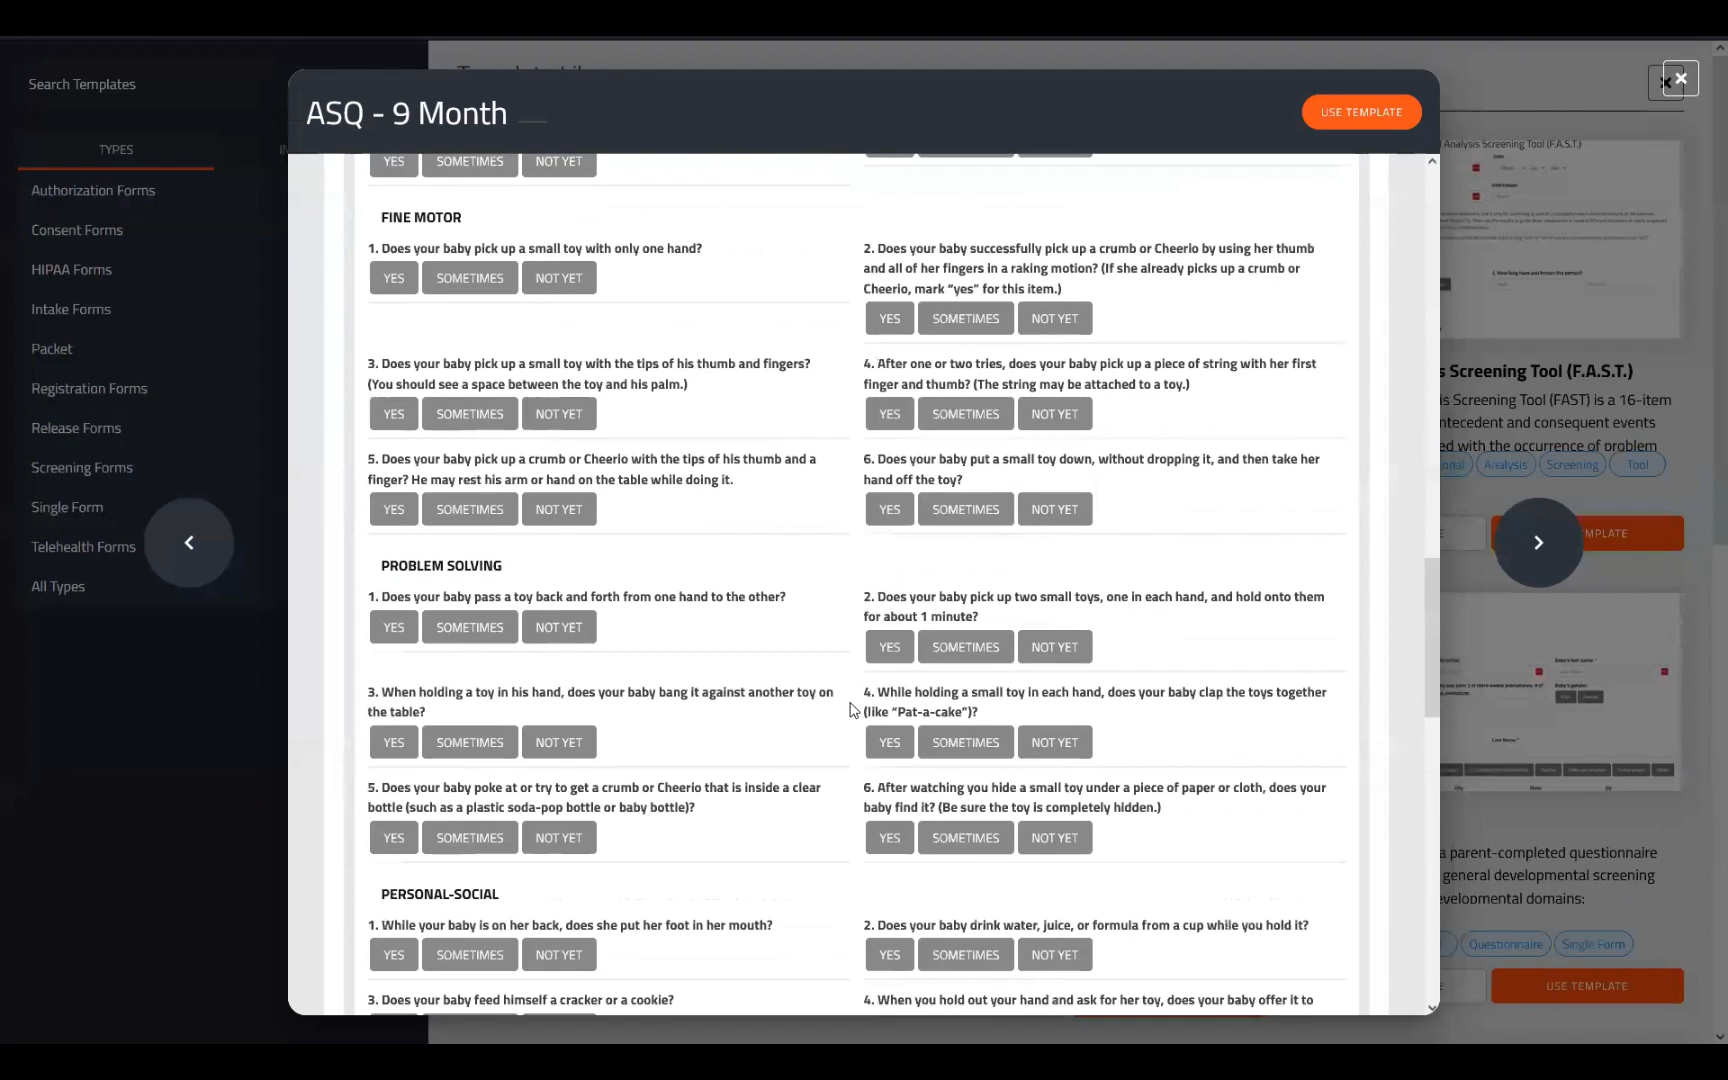 Search Templates
TYPES
Authorization Forms
Consent Forms
HIPAA Forms
Intake Forms
Packet
Registration Forms
Release Forms
Screening Forms
Single Form
Telehealth Forms
All Types
ASQ - 9 Month
USE TEMPLATE
YES SOMETIMES NOT YET
FINE MOTOR
1. Does your baby pick up a small toy with only one hand?
YES SOMETIMES NOT YET
2. Does your baby successfully pick up a crumb or Cheerio by using her thumb
and all of her fingers in a raking motion? (If she already picks up a crumb or
Cheerio, mark “yes” for this item.)
YES SOMETIMES NOT YET
3. Does your baby pick up a small toy with the tips of his thumb and fingers?
(You should see a space between the toy and his palm.)
YES SOMETIMES NOT YET
4. After one or two tries, does your baby pick up a piece of string with her first
finger and thumb? (The string may be attached to a toy.)
YES SOMETIMES NOT YET
5. Does your baby pick up a crumb or Cheerio with the tips of his thumb and a
finger? He may rest his arm or hand on the table while doing it.
YES SOMETIMES NOT YET
6. Does your baby put a small toy down, without dropping it, and then take her
hand off the toy?
YES SOMETIMES NOT YET
PROBLEM SOLVING
1. Does your baby pass a toy back and forth from one hand to the other?
YES SOMETIMES NOT YET
2. Does your baby pick up two small toys, one in each hand, and hold onto them
for about 1 minute?
YES SOMETIMES NOT YET
3. When holding a toy in his hand, does your baby bang it against another toy on
the table?
YES SOMETIMES NOT YET
4. While holding a small toy in each hand, does your baby clap the toys together
(like “Pat-a-cake”)?
YES SOMETIMES NOT YET
5. Does your baby poke at or try to get a crumb or Cheerio that is inside a clear
bottle (such as a plastic soda-pop bottle or baby bottle)?
YES SOMETIMES NOT YET
6. After watching you hide a small toy under a piece of paper or cloth, does your
baby find it? (Be sure the toy is completely hidden.)
YES SOMETIMES NOT YET
PERSONAL-SOCIAL
1. While your baby is on her back, does she put her foot in her mouth?
YES SOMETIMES NOT YET
2. Does your baby drink water, juice, or formula from a cup while you hold it?
YES SOMETIMES NOT YET
3. Does your baby feed himself a cracker or a cookie?
4. When you hold out your hand and ask for her toy, does your baby offer it to
Analysis Screening Tool (F.A.S.T.)
s Screening Tool (F.A.S.T.)
is Screening Tool (FAST) is a 16-item
ntecedent and consequent events
ed with the occurrence of problem
onal Analysis Screening Tool
MPLATE
a parent-completed questionnaire
general developmental screening
evelopmental domains:
Questionnaire Single Form
USE TEMPLATE